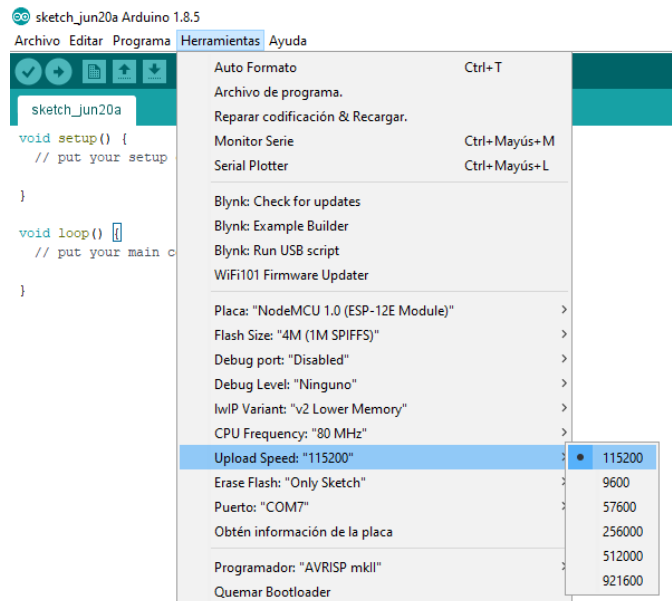 sketch_jun20a Arduino 1.8.5
Archivo Editar Programa Herramientas Ayuda
sketch_jun20a
void setup() {
// put your setup
}
void loop() {
// put your main c
}
Auto Formato Ctrl+T
Archivo de programa.
Reparar codificación & Recargar.
Monitor Serie Ctrl+Mayús+M
Serial Plotter Ctrl+Mayús+L
Blynk: Check for updates
Blynk: Example Builder
Blynk: Run USB script
WiFi101 Firmware Updater
Placa: "NodeMCU 1.0 (ESP-12E Module)"
Flash Size: "4M (1M SPIFFS)"
Debug port: "Disabled"
Debug Level: "Ninguno"
lwIP Variant: "v2 Lower Memory"
CPU Frequency: "80 MHz"
Upload Speed: "115200"
Erase Flash: "Only Sketch"
Puerto: "COM7"
Obtén información de la placa
Programador: "AVRISP mkII"
Quemar Bootloader
115200
9600
57600
256000
512000
921600